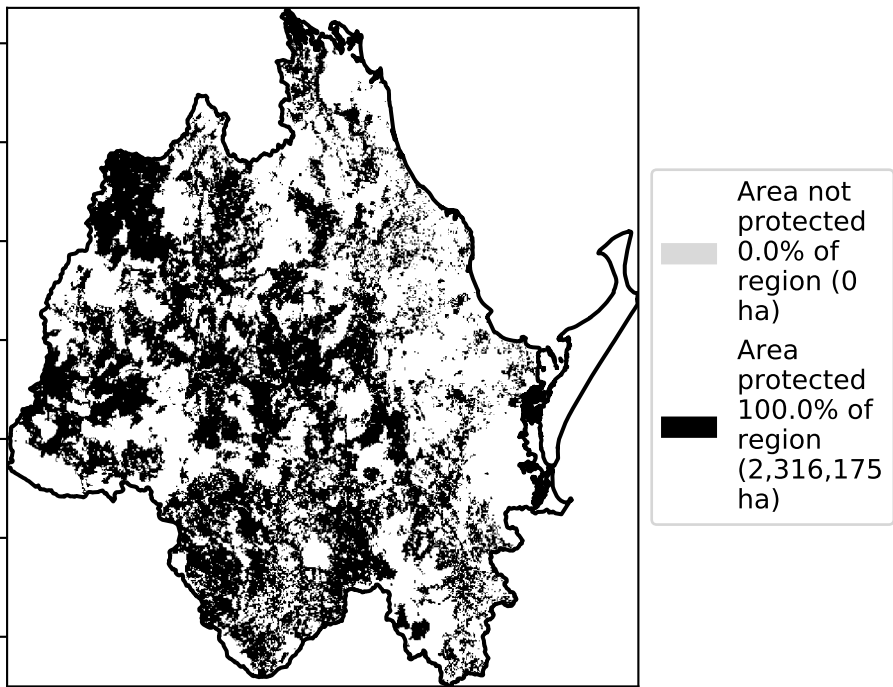 Area not
protected
0.0% of
region (0
ha)
Area
protected
100.0% of
region
(2,316,175
ha)